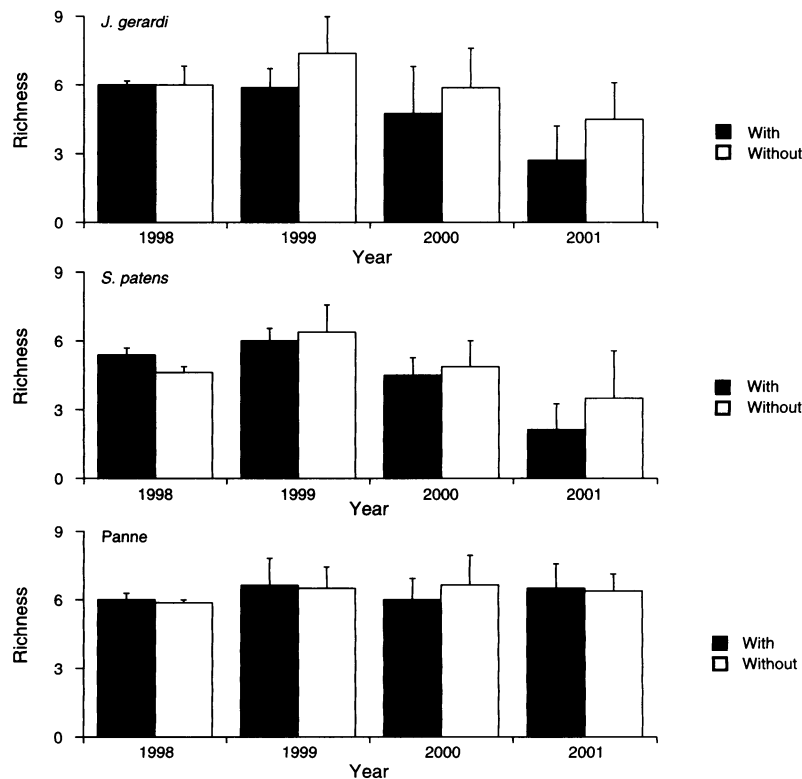 J. gerardi
Richness
9
6
3
0
1998 1999 2000 2001
Year
With
Without
S. patens
Richness
9
6
3
0
1998 1999 2000 2001
Year
With
Without
Panne
Richness
9
6
3
0
1998 1999 2000 2001
Year
With
Without